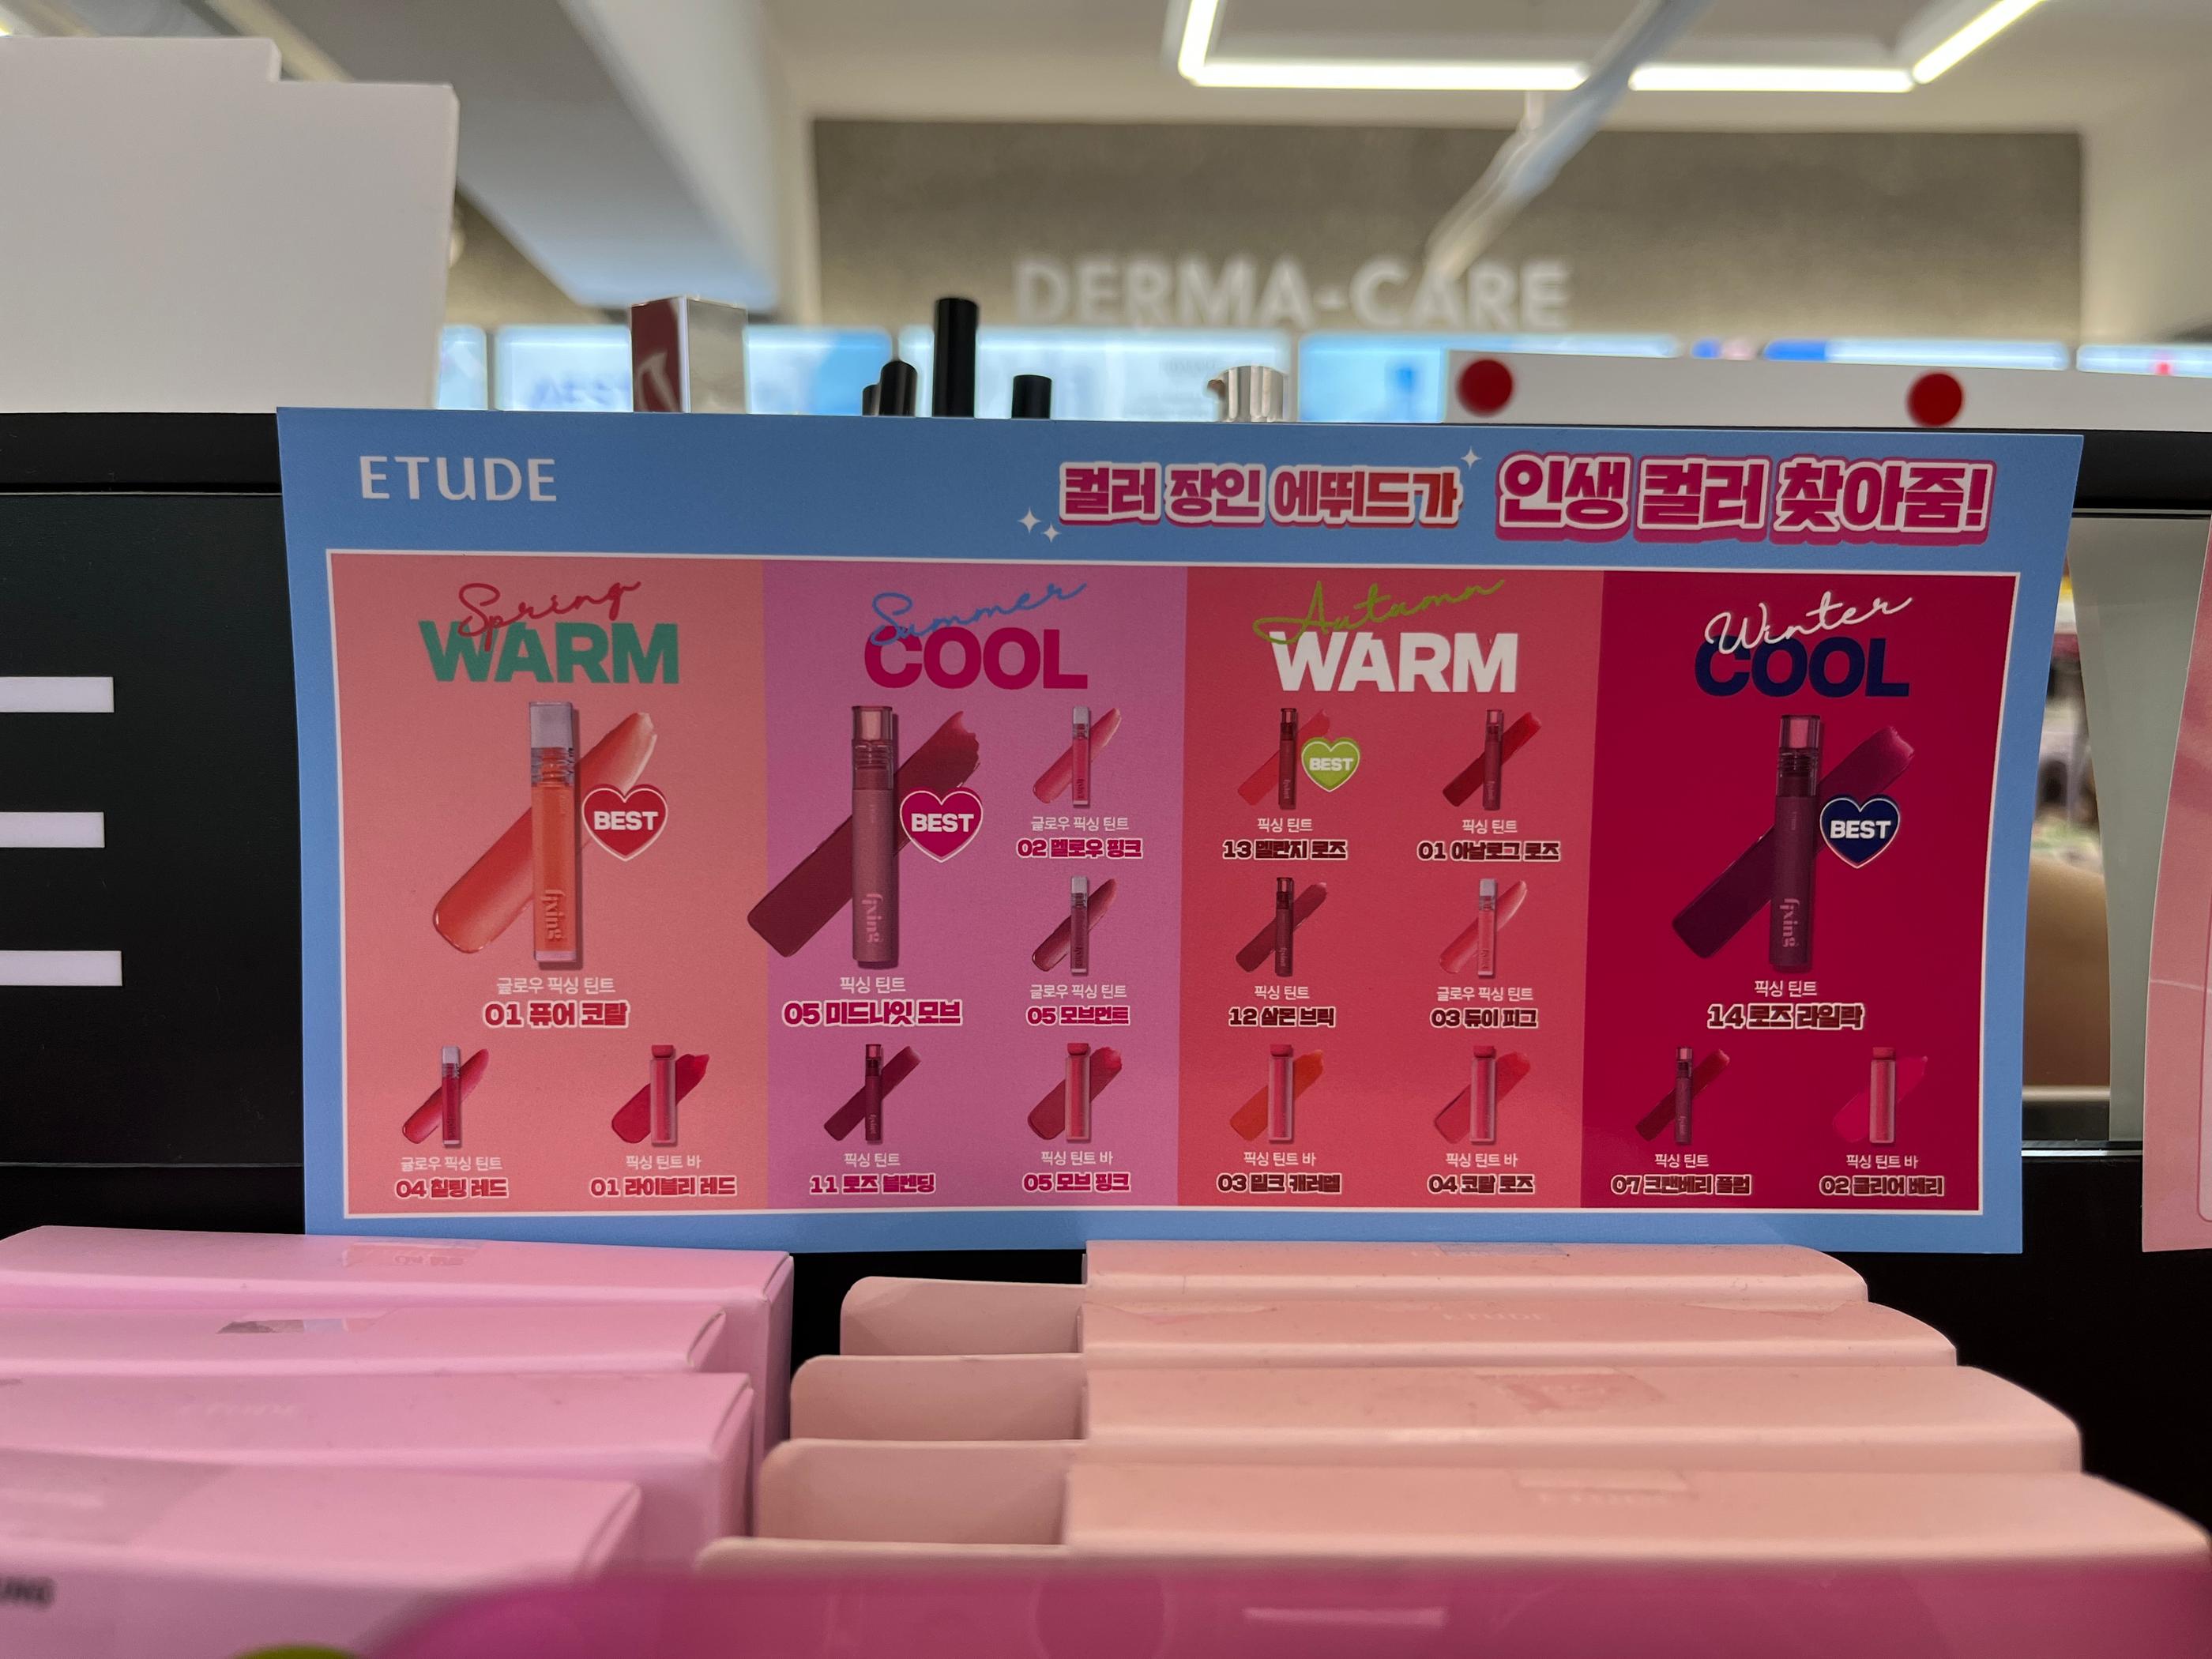 DERMA-CARE
ETUDE
컬러 장인 에뛰드가 인생 컬러 찾아줌!
Spring
WARM
BEST
글로우 픽싱 틴트
01 퓨어 코랄
글로우 픽싱 틴트
04 칠링 레드
픽싱 틴트 바
01 라이블리 레드
Summer
COOL
BEST
픽싱 틴트
05 미드나잇 모브
글로우 픽싱 틴트
02 멜로우 핑크
글로우 픽싱 틴트
05 모브먼트
픽싱 틴트
11 로즈 블렌딩
픽싱 틴트 바
05 모브 핑크
Autumn
WARM
BEST
픽싱 틴트
13 멜란지 로즈
픽싱 틴트
01 아날로그 로즈
픽싱 틴트
12 살몬 브릭
글로우 픽싱 틴트
03 듀이 피그
픽싱 틴트 바
03 밀크 캐러멜
픽싱 틴트 바
04 코랄 로즈
Winter
COOL
BEST
fixing
픽싱 틴트
14 로즈 라일락
픽싱 틴트
07 크랜베리 플럼
픽싱 틴트 바
02 클리어 베리